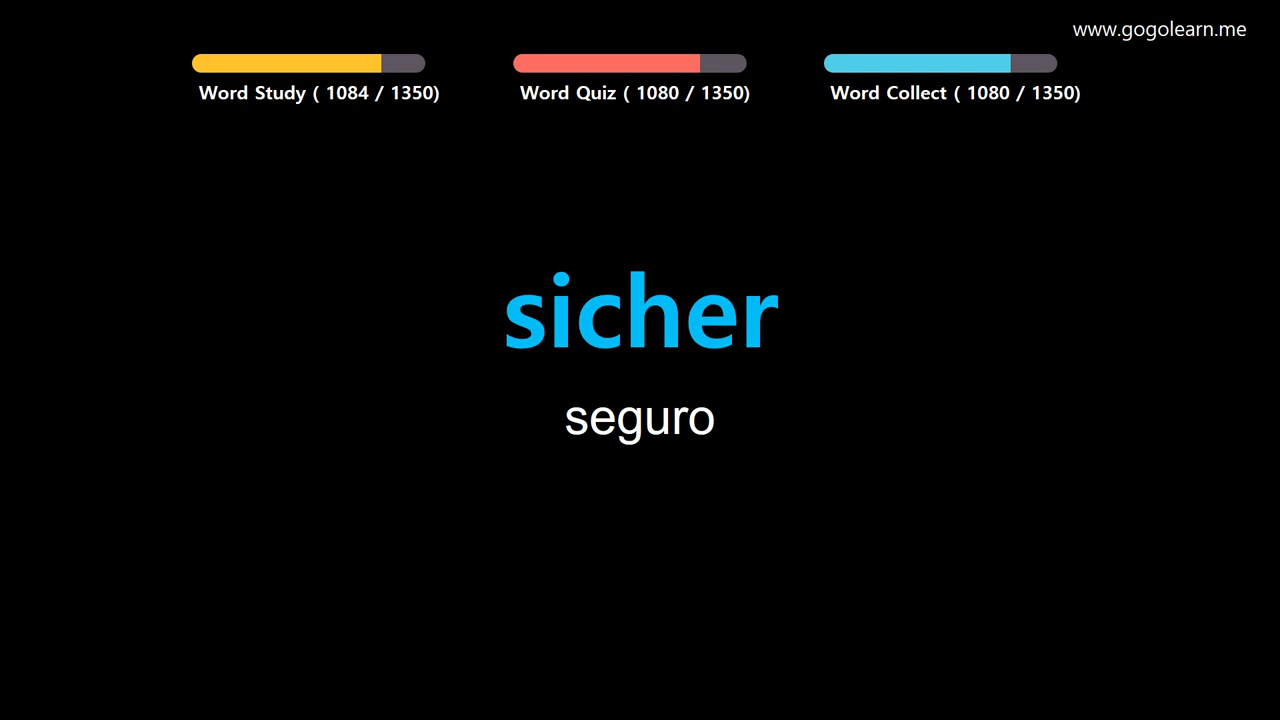 www.gogolearn.me
Word Study ( 1084 / 1350)
Word Quiz ( 1080 / 1350)
Word Collect ( 1080 / 1350)
sicher
seguro